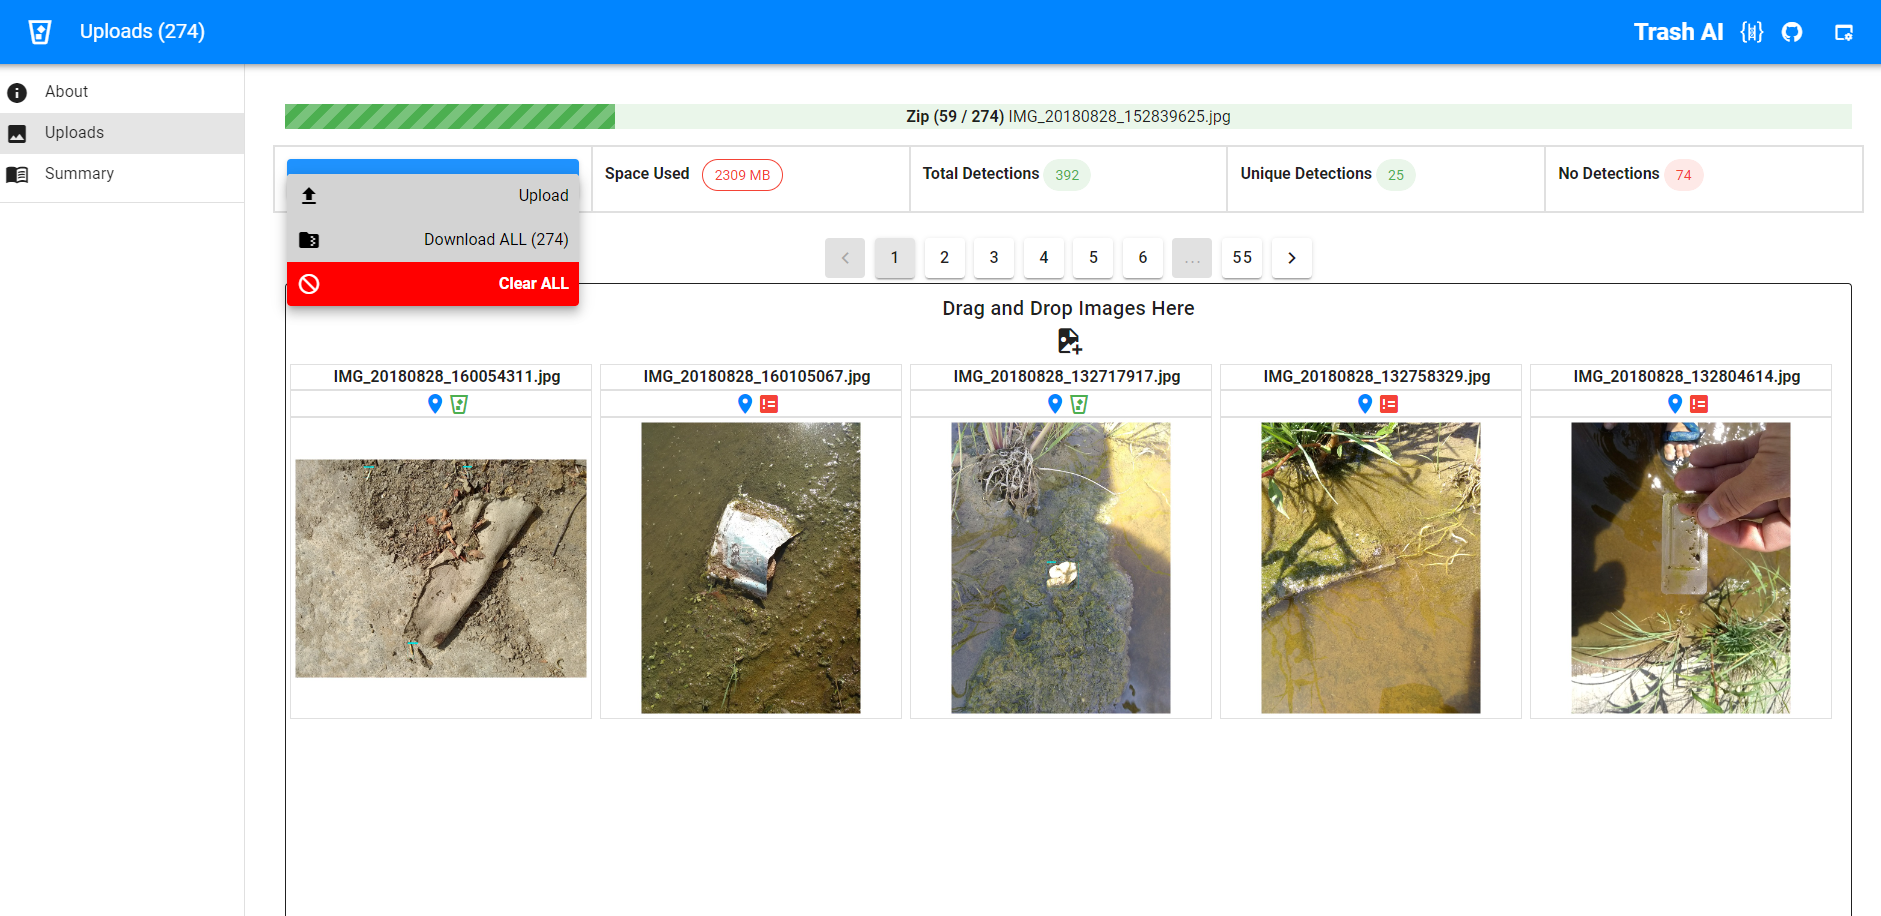 Uploads (274)
Trash AI
About
Uploads
Summary
Zip (59 / 274) IMG_20180828_152839625.jpg
Upload
Download ALL (274)
Clear ALL
Space Used 2309 MB
Total Detections 392
Unique Detections 25
No Detections 74
1 2 3 4 5 6 ... 55
Drag and Drop Images Here
IMG_20180828_160054311.jpg
IMG_20180828_160105067.jpg
IMG_20180828_132717917.jpg
IMG_20180828_132758329.jpg
IMG_20180828_132804614.jpg